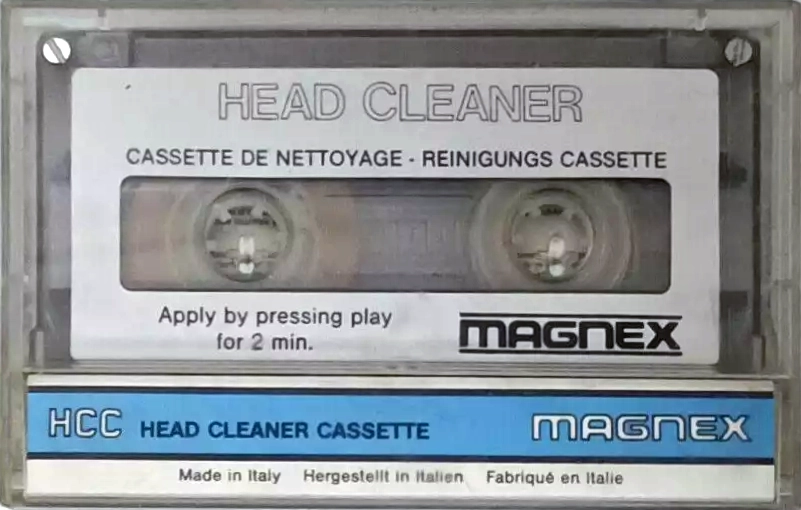 HEAD CLEANER
CASSETTE DE NETTOYAGE - REINIGUNGS CASSETTE
Apply by pressing play
for 2 min.
MAGNEX
HCC HEAD CLEANER CASSETTE MAGNEX
Made in Italy Hergestellt in Italien Fabriqué en Italie